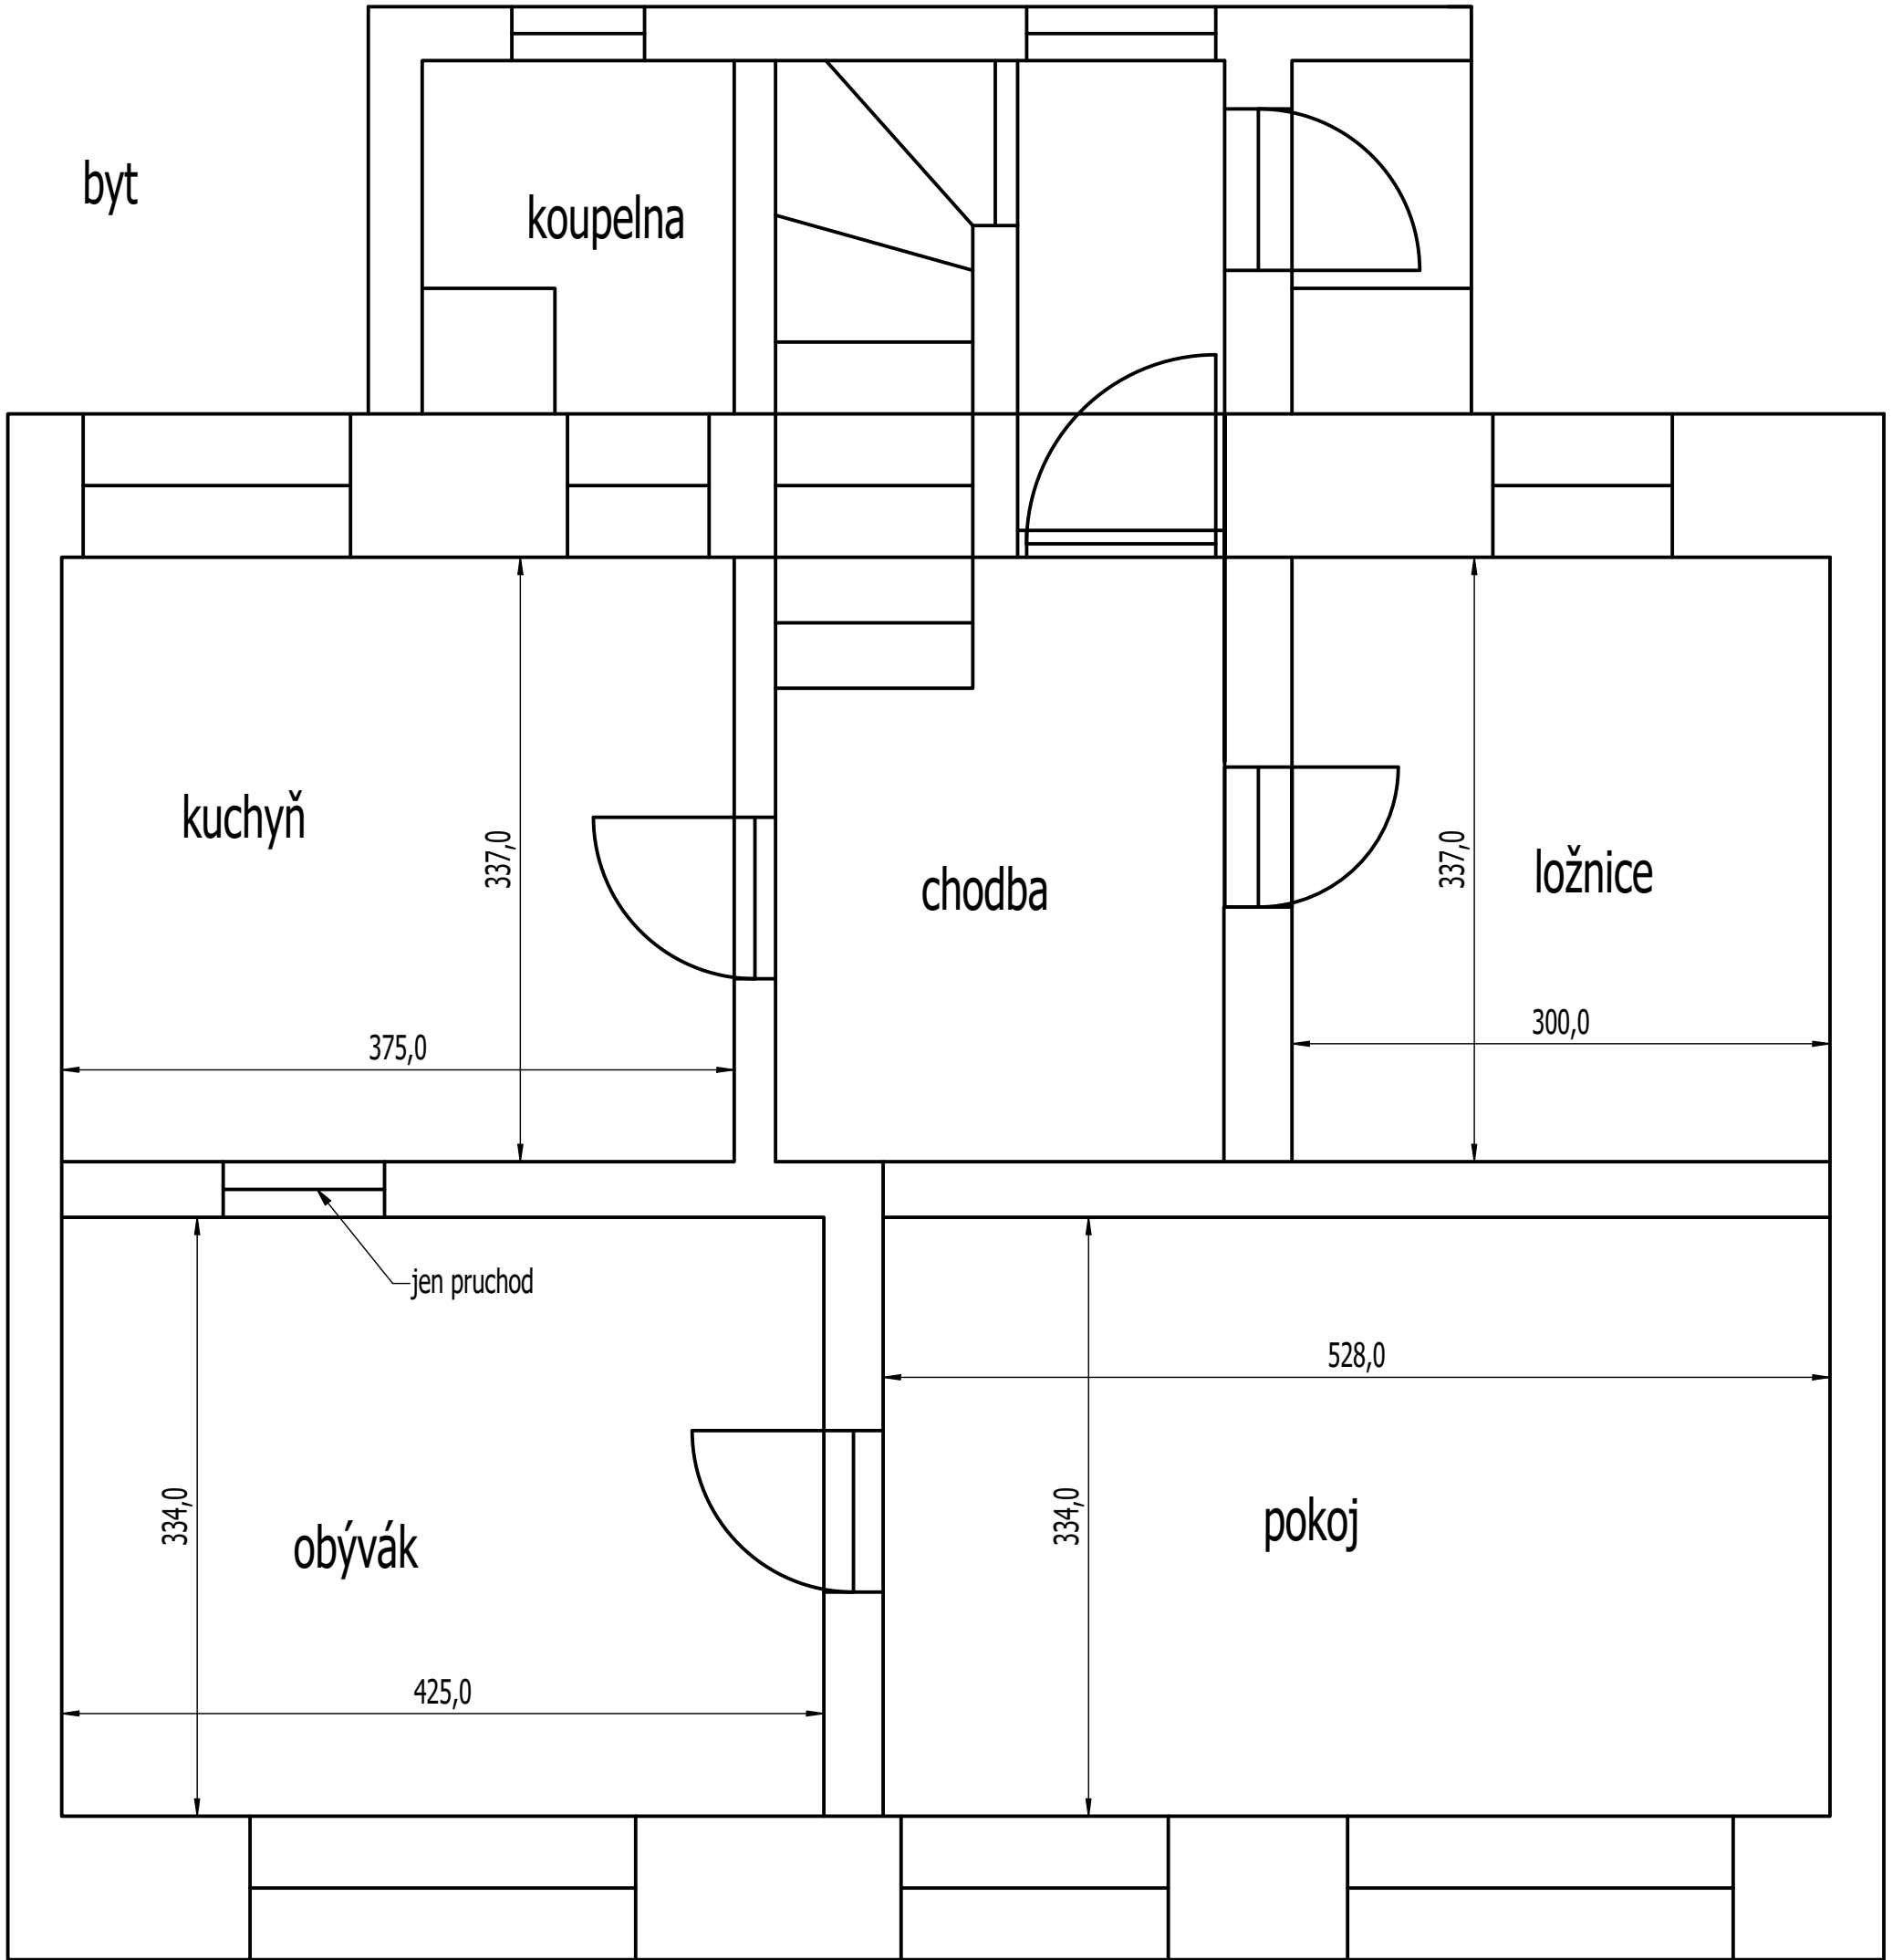 byt
koupelna
kuchyň
337,0
chodba
337,0
ložnice
375,0
300,0
jen pruchod
528,0
334,0
obývák
334,0
pokoj
425,0